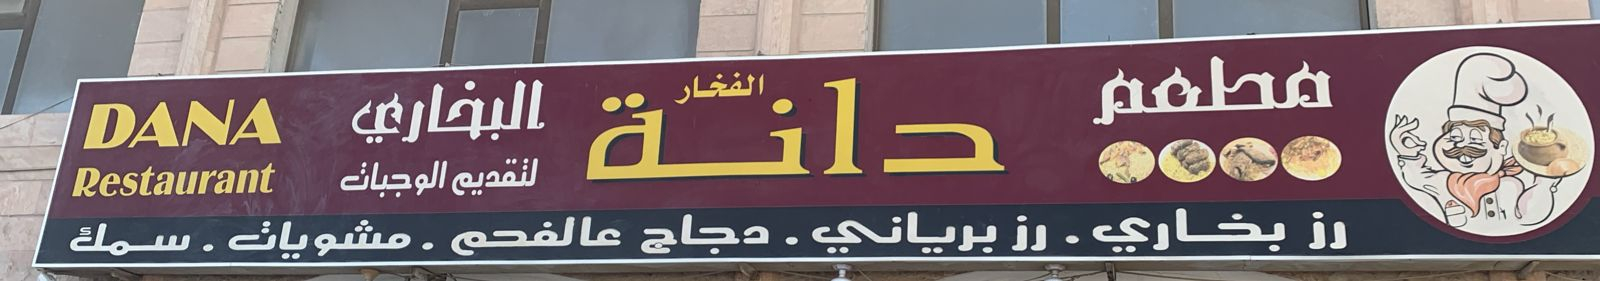 مطعم دانة الفخار البخاري
لتقديم الوجبات
DANA
Restaurant
رز بخاري . رز برياني . دجاج عالفحم . مشويات . سمك